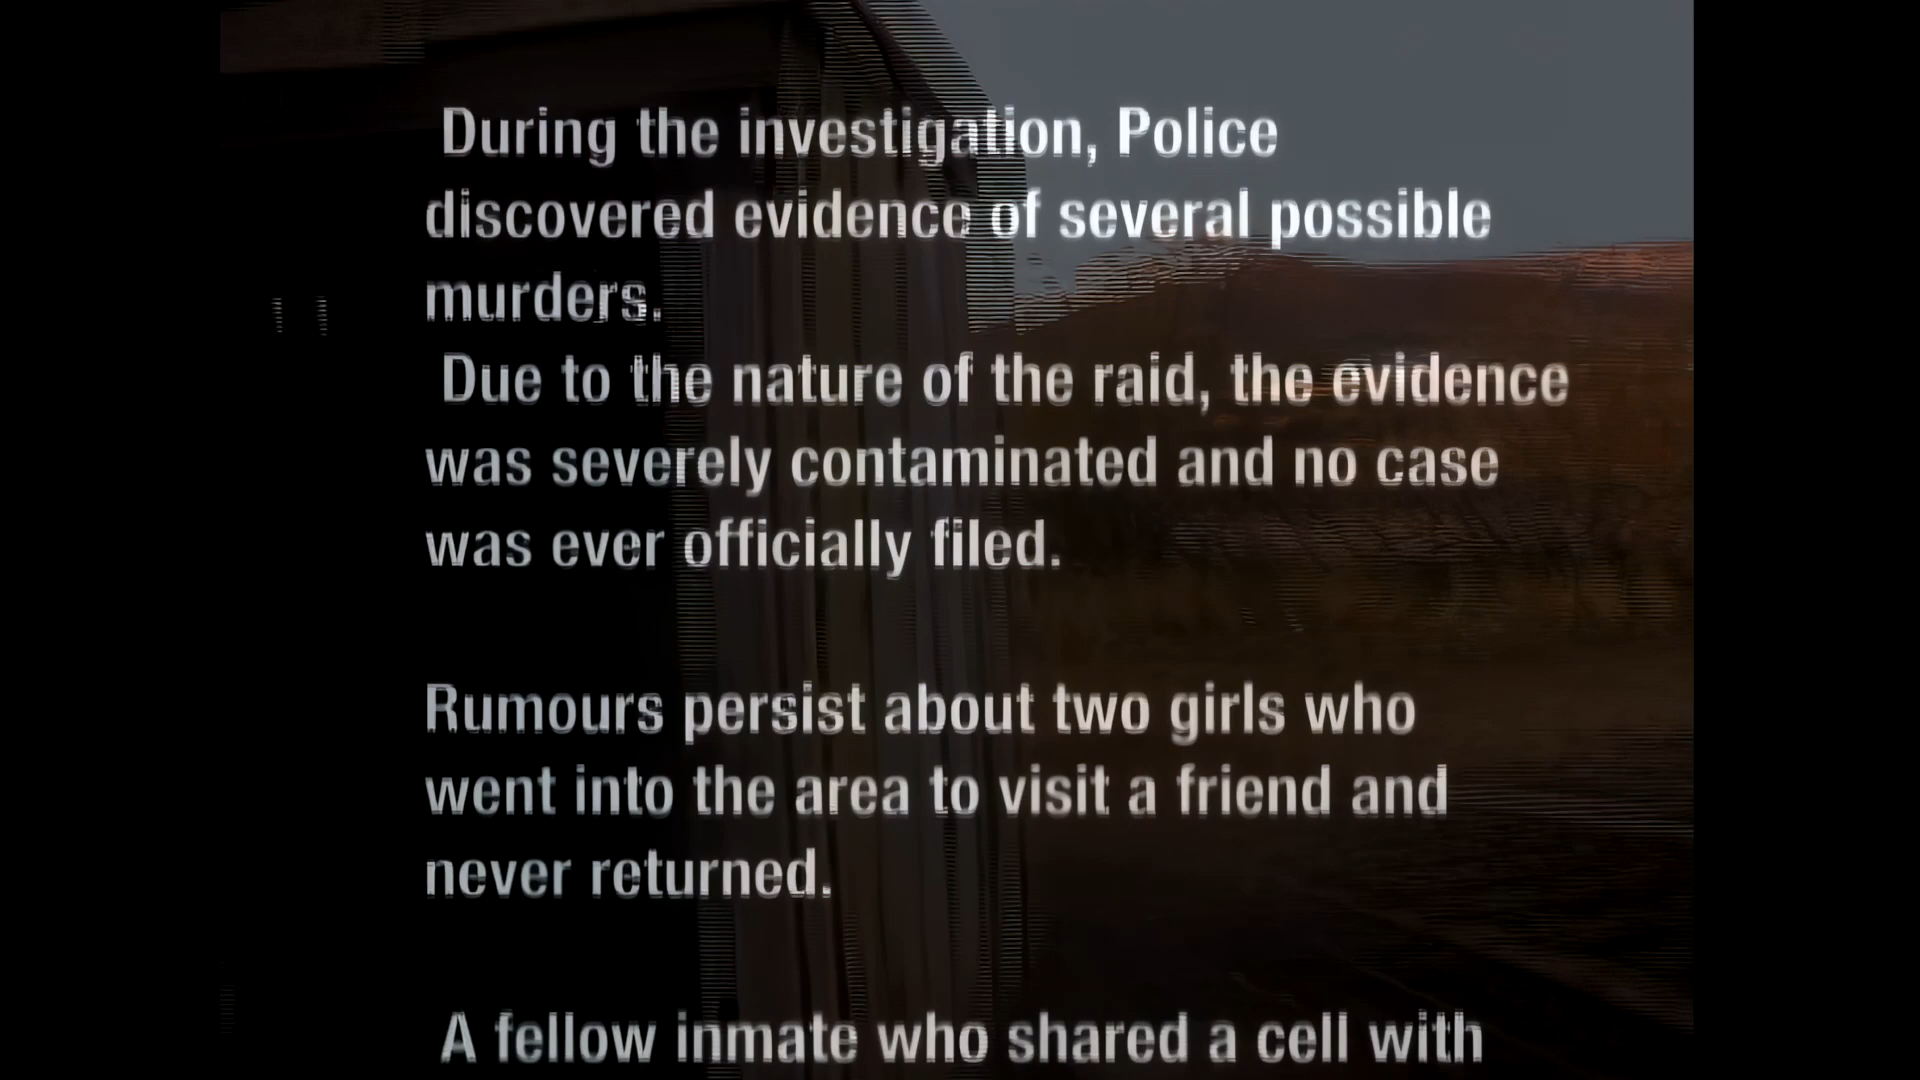 During the investigation, Police
discovered evidence of several possible
murders.
Due to the nature of the raid, the evidence
was severely contaminated and no case
was ever officially filed.
Rumours persist about two girls who
went into the area to visit a friend and
never returned.
A fellow inmate who shared a cell with